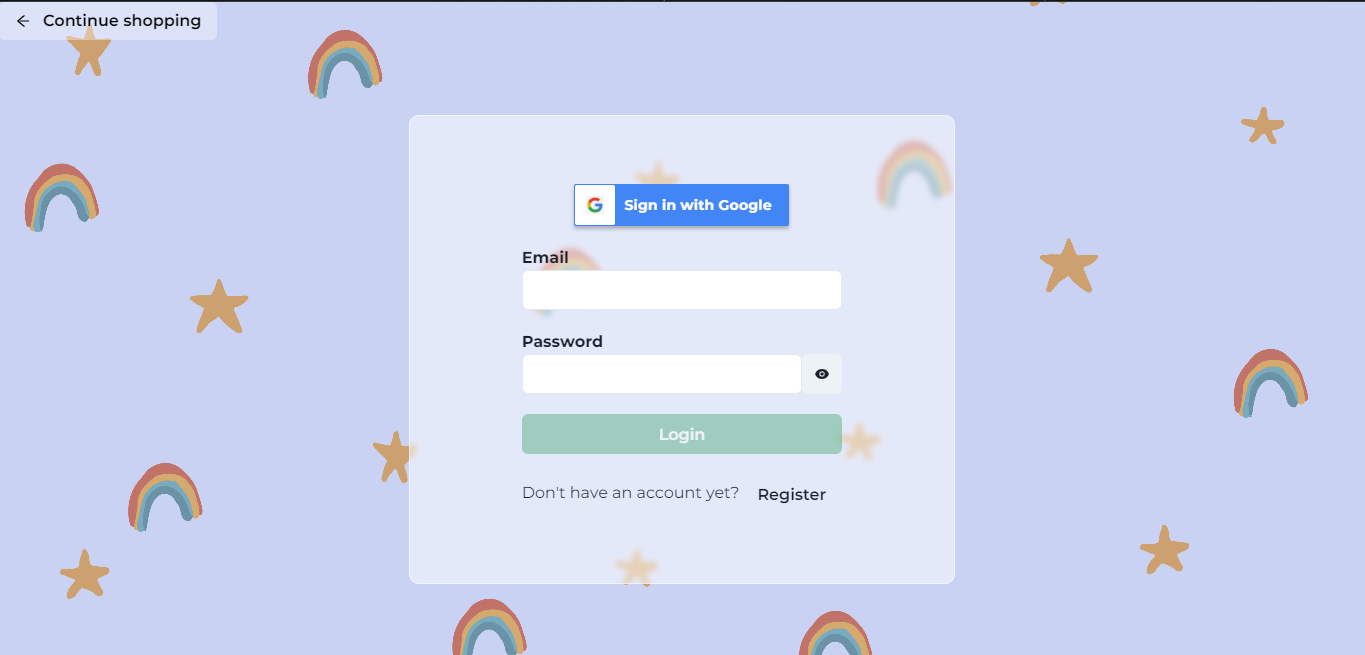 Continue shopping
Sign in with Google
Email
Password
Login
Don't have an account yet? Register